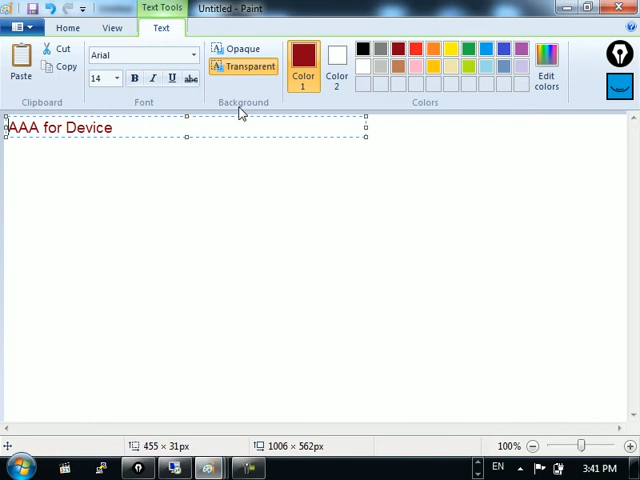 Text Tools
Untitled - Paint
Home
View
Text
Paste
Cut
Copy
Clipboard
Arial
14
B
I
U
abc
Font
Opaque
Transparent
Background
Color
1
Color
2
Edit
colors
Colors
AAA for Device
455 × 31px
1006 × 562px
100%
EN
3:41 PM